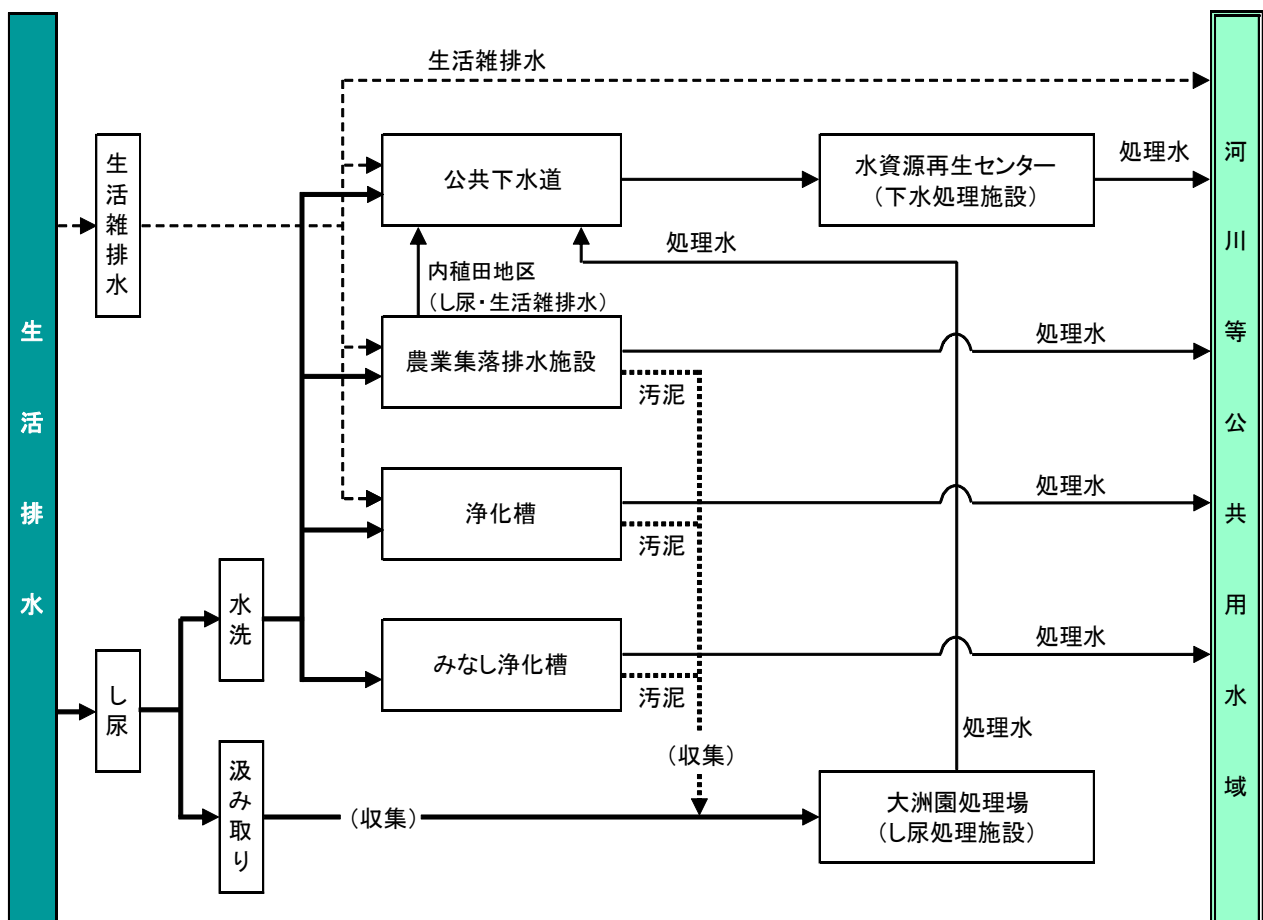 生活排水
生活雑排水
し尿
水洗
汲み取り
生活雑排水
公共下水道
水資源再生センター
（下水処理施設）
処理水
処理水
内稙田地区
（し尿・生活雑排水）
農業集落排水施設
処理水
汚泥
浄化槽
処理水
汚泥
みなし浄化槽
処理水
汚泥
（収集）
処理水
（収集）
大洲園処理場
（し尿処理施設）
河川等公共用水域